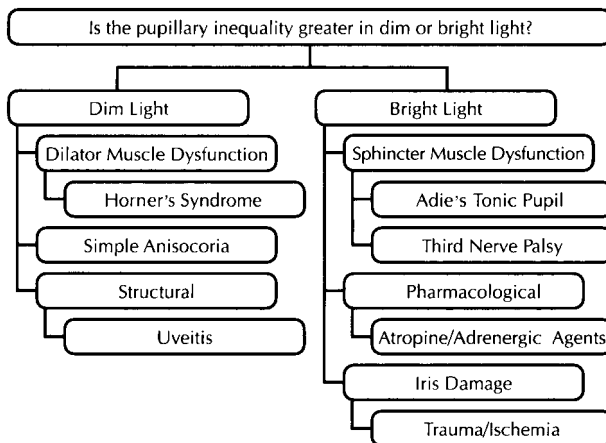 Is the pupillary inequality greater in dim or bright light?
Dim Light
Dilator Muscle Dysfunction
Horner's Syndrome
Simple Anisocoria
Structural
Uveitis
Bright Light
Sphincter Muscle Dysfunction
Adie's Tonic Pupil
Third Nerve Palsy
Pharmacological
Atropine/Adrenergic Agents
Iris Damage
Trauma/Ischemia